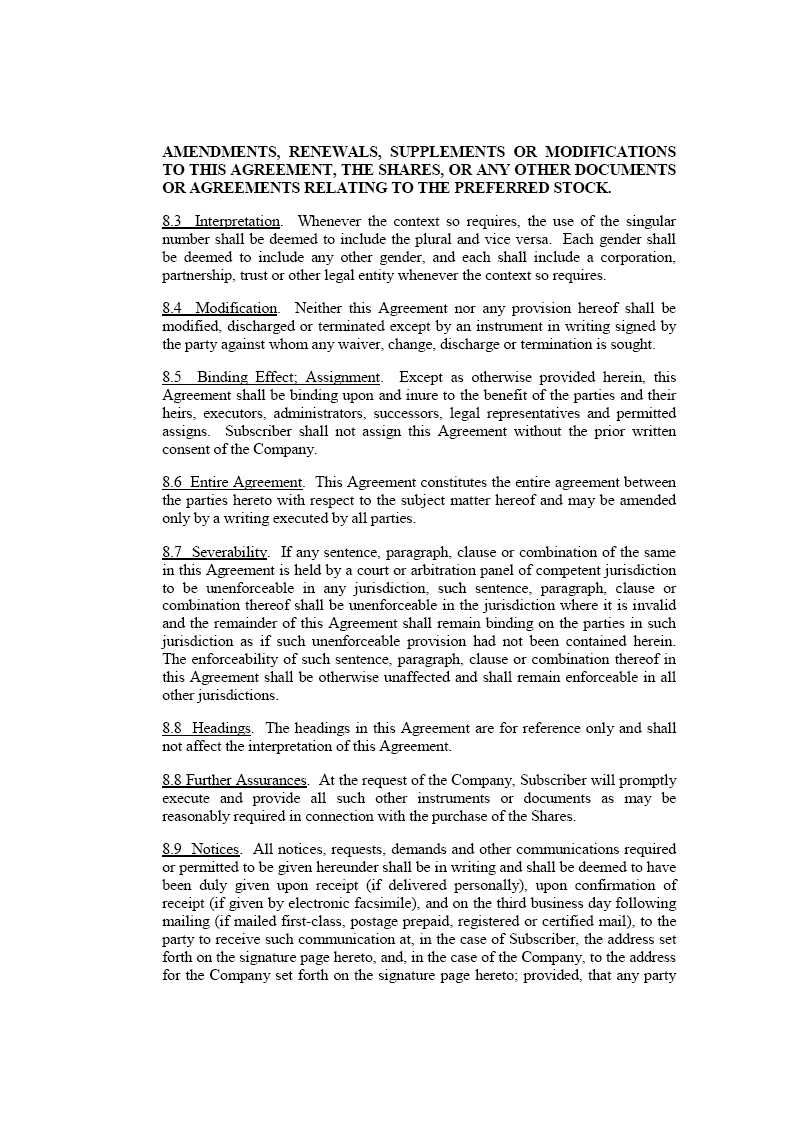 AMENDMENTS, RENEWALS, SUPPLEMENTS OR MODIFICATIONS
TO THIS AGREEMENT, THE SHARES, OR ANY OTHER DOCUMENTS
OR AGREEMENTS RELATING TO THE PREFERRED STOCK.
8.3 Interpretation. Whenever the context so requires, the use of the singular
number shall be deemed to include the plural and vice versa. Each gender shall
be deemed to include any other gender, and each shall include a corporation,
partnership, trust or other legal entity whenever the context so requires.
8.4 Modification. Neither this Agreement nor any provision hereof shall be
modified, discharged or terminated except by an instrument in writing signed by
the party against whom any waiver, change, discharge or termination is sought.
8.5 Binding Effect; Assignment. Except as otherwise provided herein, this
Agreement shall be binding upon and inure to the benefit of the parties and their
heirs, executors, administrators, successors, legal representatives and permitted
assigns. Subscriber shall not assign this Agreement without the prior written
consent of the Company.
8.6 Entire Agreement. This Agreement constitutes the entire agreement between
the parties hereto with respect to the subject matter hereof and may be amended
only by a writing executed by all parties.
8.7 Severability. If any sentence, paragraph, clause or combination of the same
in this Agreement is held by a court or arbitration panel of competent jurisdiction
to be unenforceable in any jurisdiction, such sentence, paragraph, clause or
combination thereof shall be unenforceable in the jurisdiction where it is invalid
and the remainder of this Agreement shall remain binding on the parties in such
jurisdiction as if such unenforceable provision had not been contained herein.
The enforceability of such sentence, paragraph, clause or combination thereof in
this Agreement shall be otherwise unaffected and shall remain enforceable in all
other jurisdictions.
8.8 Headings. The headings in this Agreement are for reference only and shall
not affect the interpretation of this Agreement.
8.8 Further Assurances. At the request of the Company, Subscriber will promptly
execute and provide all such other instruments or documents as may be
reasonably required in connection with the purchase of the Shares.
8.9 Notices. All notices, requests, demands and other communications required
or permitted to be given hereunder shall be in writing and shall be deemed to have
been duly given upon receipt (if delivered personally), upon confirmation of
receipt (if given by electronic facsimile), and on the third business day following
mailing (if mailed first-class, postage prepaid, registered or certified mail), to the
party to receive such communication at, in the case of Subscriber, the address set
forth on the signature page hereto, and, in the case of the Company, to the address
for the Company set forth on the signature page hereto; provided, that any party